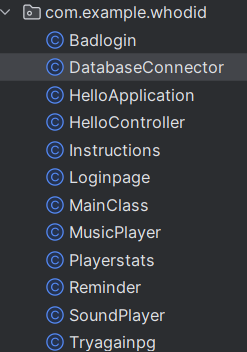 com.example.whodid
Badlogin
DatabaseConnector
HelloApplication
HelloController
Instructions
Loginpage
MainClass
MusicPlayer
Playerstats
Reminder
SoundPlayer
Tryagainpg